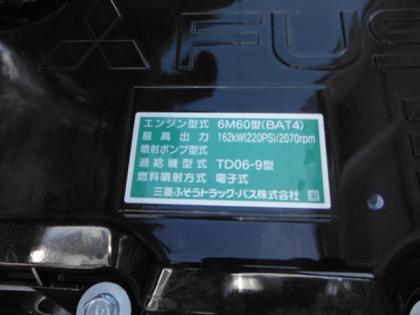 FUS
エンジン型式 6M60型(BAT4)
最高出力 162kW(220PS)/2070rpm
噴射ポンプ型式
過給機型式 TD06-9型
燃料噴射方式 電子式
三菱ふそうトラック・バス株式会社